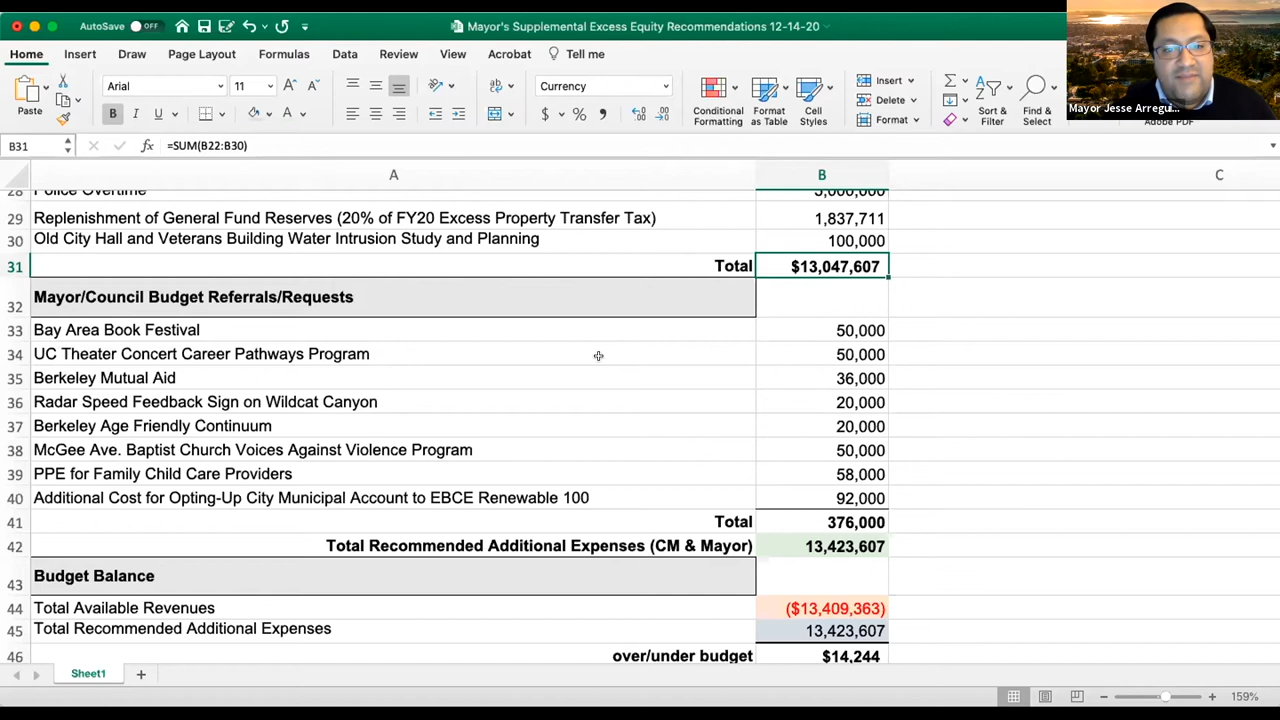 AutoSave OFF
Mayor's Supplemental Excess Equity Recommendations 12-14-20
Home Insert Draw Page Layout Formulas Data Review View Acrobat Tell me
Paste
Arial 11
B I U
Currency
$ % ,
Conditional Formatting
Format as Table
Cell Styles
Insert
Delete
Format
Sort & Filter
Find & Select
Mayor Jesse Arregui...
B31 fx =SUM(B22:B30)
A B C
28 Police Overtime 5,000,000
29 Replenishment of General Fund Reserves (20% of FY20 Excess Property Transfer Tax) 1,837,711
30 Old City Hall and Veterans Building Water Intrusion Study and Planning 100,000
31 Total $13,047,607
32 Mayor/Council Budget Referrals/Requests
33 Bay Area Book Festival 50,000
34 UC Theater Concert Career Pathways Program 50,000
35 Berkeley Mutual Aid 36,000
36 Radar Speed Feedback Sign on Wildcat Canyon 20,000
37 Berkeley Age Friendly Continuum 20,000
38 McGee Ave. Baptist Church Voices Against Violence Program 50,000
39 PPE for Family Child Care Providers 58,000
40 Additional Cost for Opting-Up City Municipal Account to EBCE Renewable 100 92,000
41 Total 376,000
42 Total Recommended Additional Expenses (CM & Mayor) 13,423,607
43 Budget Balance
44 Total Available Revenues ($13,409,363)
45 Total Recommended Additional Expenses 13,423,607
46 over/under budget $14,244
Sheet1 +
159%